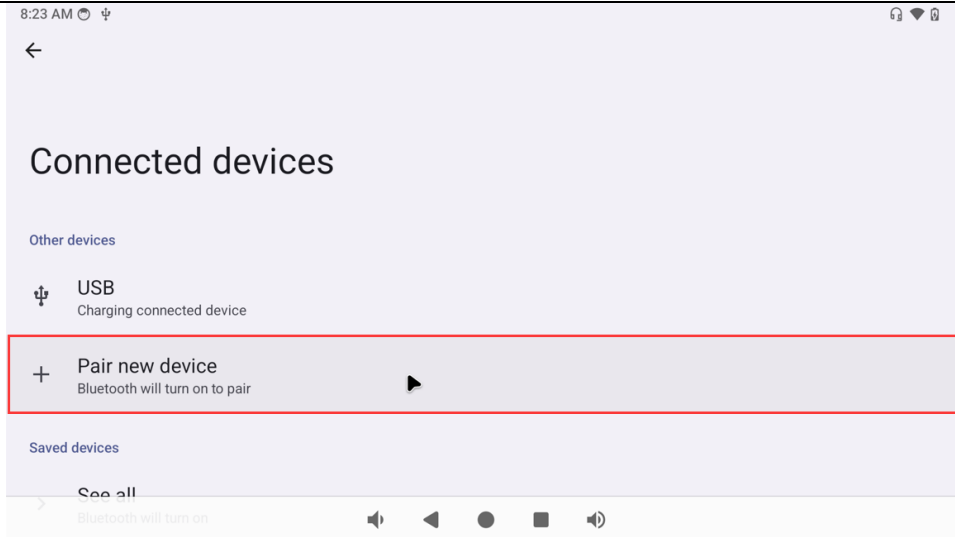 8:23 AM
Connected devices
Other devices
USB
Charging connected device
Pair new device
Bluetooth will turn on to pair
Saved devices
See all
Bluetooth will turn on